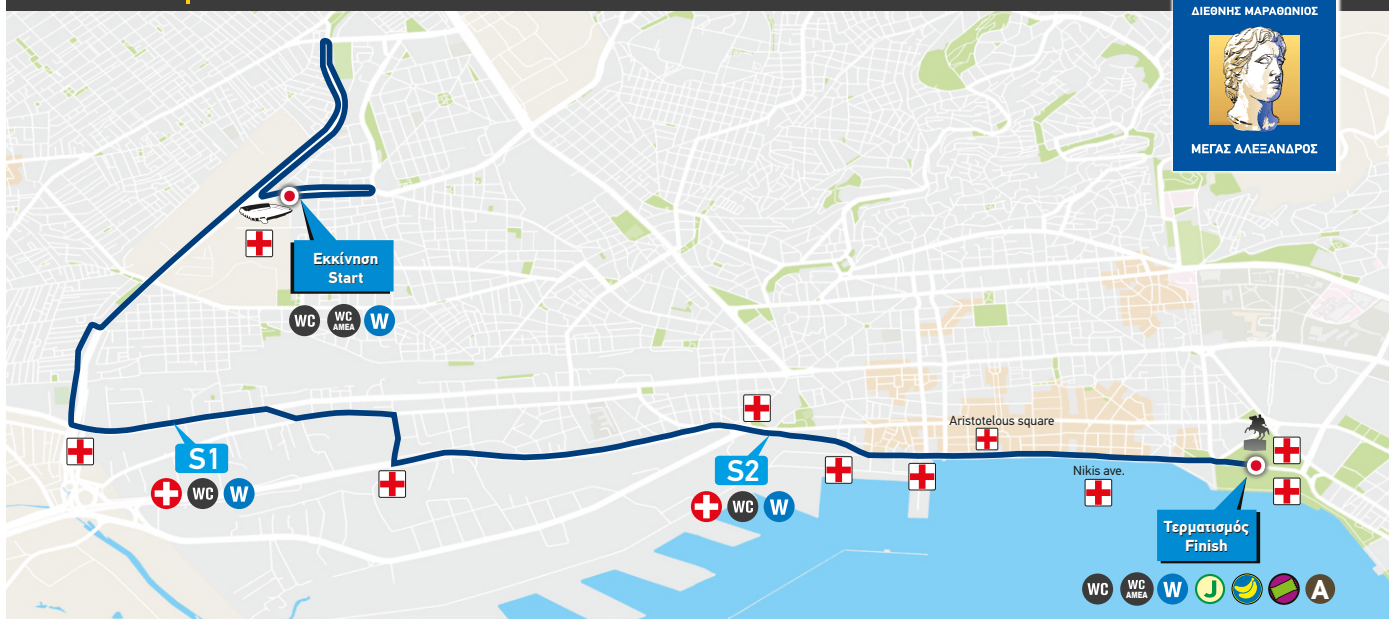 ΔΙΕΘΝΗΣ ΜΑΡΑΘΩΝΙΟΣ
ΜΕΓΑΣ ΑΛΕΞΑΝΔΡΟΣ
Εκκίνηση
Start
WC
WC
ΑΜΕΑ
W
Aristotelous square
S1
WC
W
S2
WC
W
Nikis ave.
Τερματισμός
Finish
WC
WC
ΑΜΕΑ
W
J
A